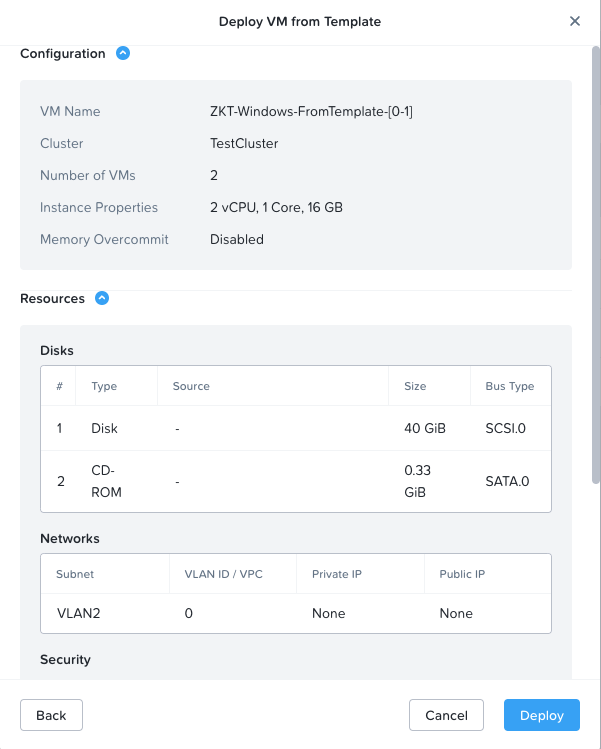 Deploy VM from Template
Configuration
VM Name ZKT-Windows-FromTemplate-[0-1]
Cluster TestCluster
Number of VMs 2
Instance Properties 2 vCPU, 1 Core, 16 GB
Memory Overcommit Disabled
Resources
Disks
# Type Source Size Bus Type
1 Disk - 40 GiB SCSI.0
2 CD-ROM - 0.33 GiB SATA.0
Networks
Subnet VLAN ID / VPC Private IP Public IP
VLAN2 0 None None
Security
Back Cancel Deploy